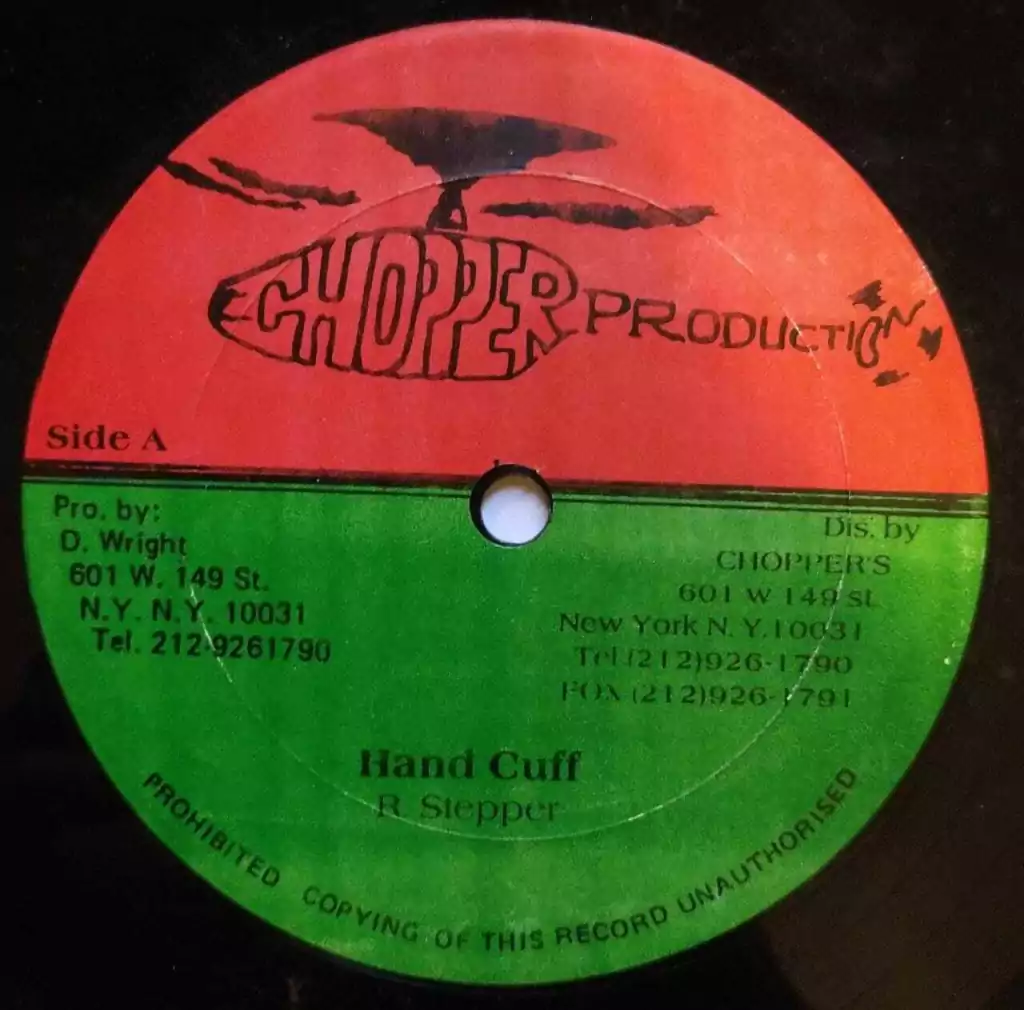 CHOPPER PRODUCTION
Side A
Pro. by:
D. Wright
601 W. 149 St.
N.Y. N.Y. 10031
Tel. 212-9261790
Dis. by
CHOPPER'S
601 W 149 st.
New York N. Y. 10031
Tel (212)926-1790
FOX (212)926-1791
Hand Cuff
R. Stepper
PROHIBITED COPYING OF THIS RECORD UNAUTHORISED